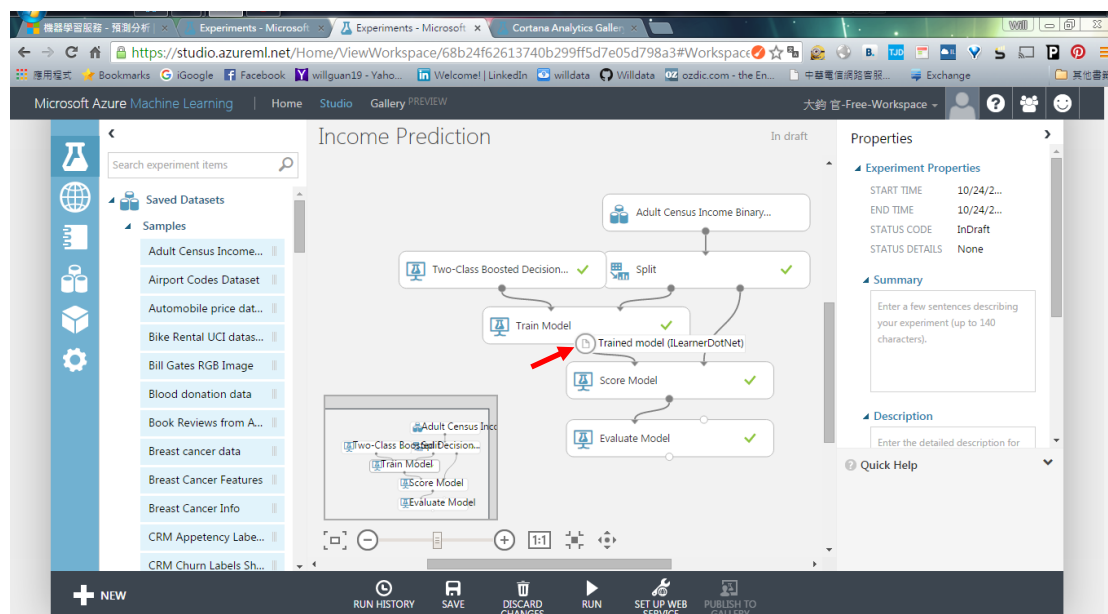 機器學習服務 - 預測分析
Experiments - Microsoft
Experiments - Microsoft
Cortana Analytics Gallery
Will
https://studio.azureml.net/Home/ViewWorkspace/68b24f62613740b299ff5d7e05d798a3#Workspace
應用程式
Bookmarks
iGoogle
Facebook
willguan19 - Yaho...
Welcome! | LinkedIn
willdata
Willdata
ozdic.com - the En...
中華電信網路客服...
Exchange
其他書籤
Microsoft Azure Machine Learning | Home Studio Gallery PREVIEW
大鈞 官-Free-Workspace
Search experiment items
Saved Datasets
Samples
Adult Census Income...
Airport Codes Dataset
Automobile price dat...
Bike Rental UCI datas...
Bill Gates RGB Image
Blood donation data
Book Reviews from A...
Breast cancer data
Breast Cancer Features
Breast Cancer Info
CRM Appetency Labe...
CRM Churn Labels Sh...
Income Prediction
In draft
Adult Census Income Binary...
Two-Class Boosted Decision...
Split
Train Model
Trained model (ILearnerDotNet)
Score Model
Evaluate Model
Adult Census Inco
Two-Class Boosted Decision...
Split
Train Model
Score Model
Evaluate Model
1:1
Properties
Experiment Properties
START TIME 10/24/2...
END TIME 10/24/2...
STATUS CODE InDraft
STATUS DETAILS None
Summary
Enter a few sentences describing
your experiment (up to 140
characters).
Description
Enter the detailed description for
Quick Help
NEW
RUN HISTORY
SAVE
DISCARD
CHANGES
RUN
SET UP WEB
SERVICE
PUBLISH TO
GALLERY